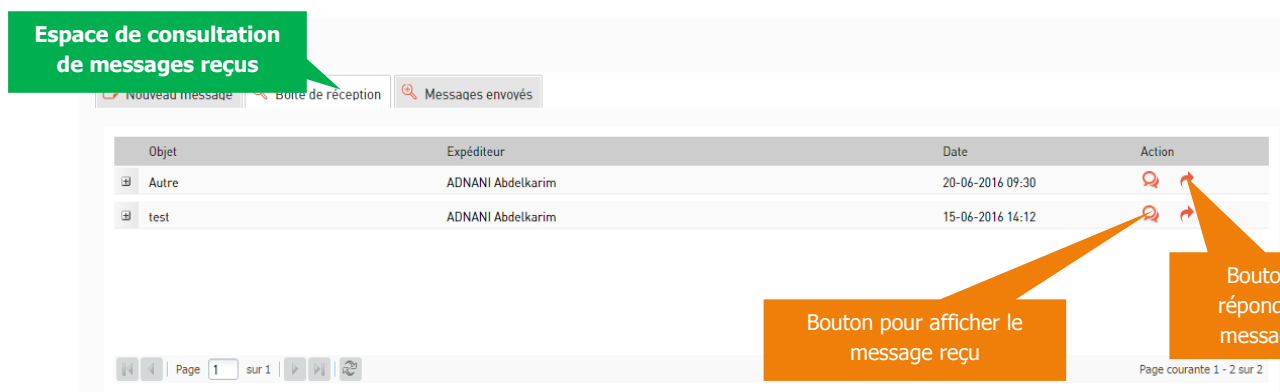 Espace de consultation
de messages reçus
Nouveau message
Boite de réception
Messages envoyés
Objet Expéditeur Date Action
Autre ADNANI Abdelkarim 20-06-2016 09:30
test ADNANI Abdelkarim 15-06-2016 14:12
Bouton pour afficher le
message reçu
Page 1 sur 1
Page courante 1 - 2 sur 2